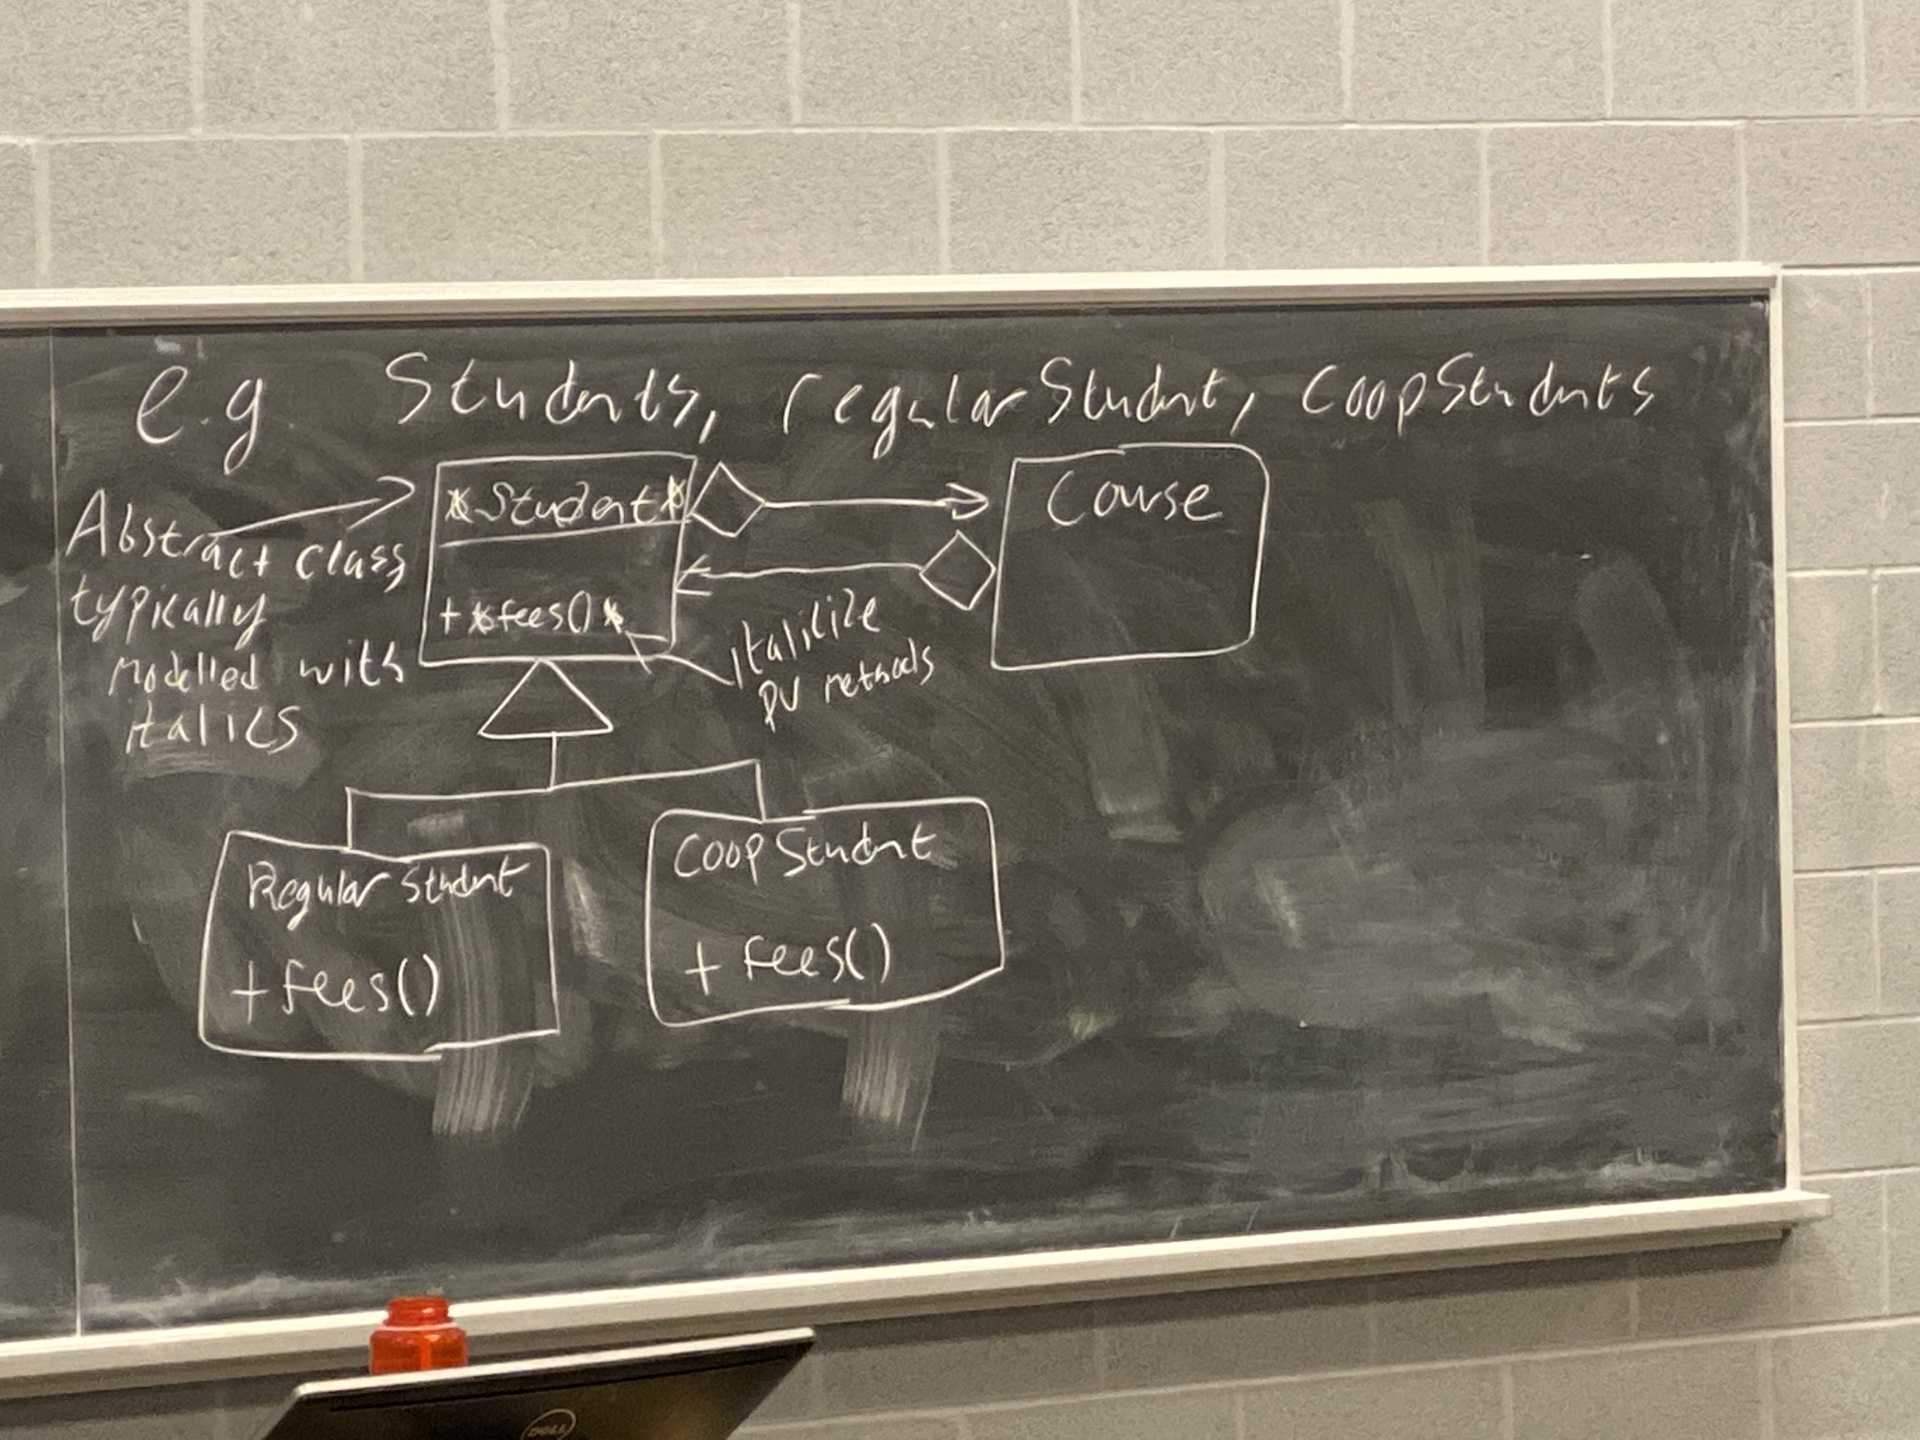 e.g. Students, regularStudent, CoopStudents
Abstract class
typically
modelled with
italics
*Student*
+ *fees()*
Course
italicize
PV methods
Regular Student
+ fees()
Coop Student
+ fees()
DELL